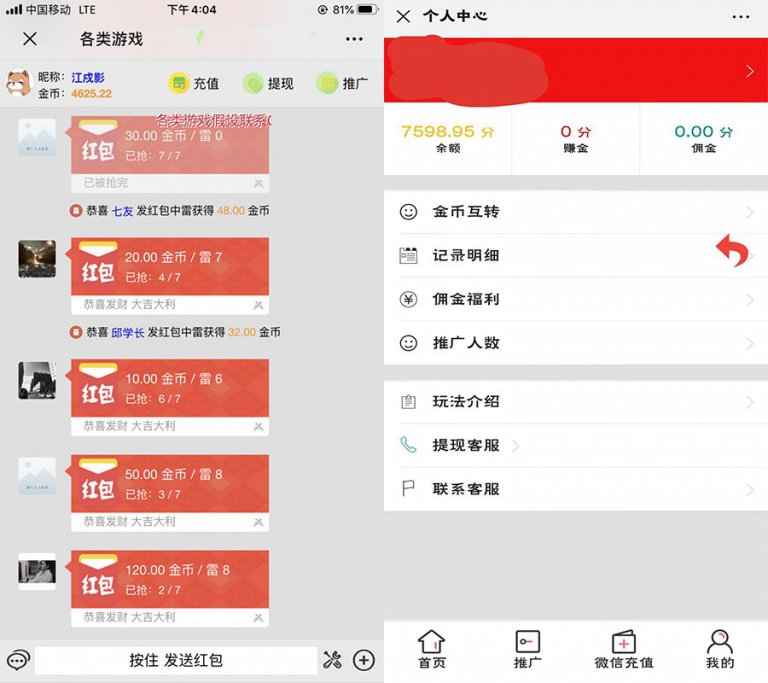 中国移动 LTE
下午4:04
81%
各类游戏
昵称: 江戌影
金币: 4625.22
充值
提现
推广
各类游戏假设联系
红包
30.00 金币 / 雷 0
已抢: 7 / 7
已被抢完
恭喜 七友 发红包中雷获得 48.00 金币
红包
20.00 金币 / 雷 7
已抢: 4 / 7
恭喜发财 大吉大利
恭喜 邱学长 发红包中雷获得 32.00 金币
红包
10.00 金币 / 雷 6
已抢: 6 / 7
恭喜发财 大吉大利
红包
50.00 金币 / 雷 8
已抢: 3 / 7
恭喜发财 大吉大利
红包
120.00 金币 / 雷 8
已抢: 2 / 7
恭喜发财 大吉大利
按住 发送红包
个人中心
7598.95 分
余额
0 分
赚金
0.00 分
佣金
金币互转
记录明细
佣金福利
推广人数
玩法介绍
提现客服
联系客服
首页
推广
微信充值
我的